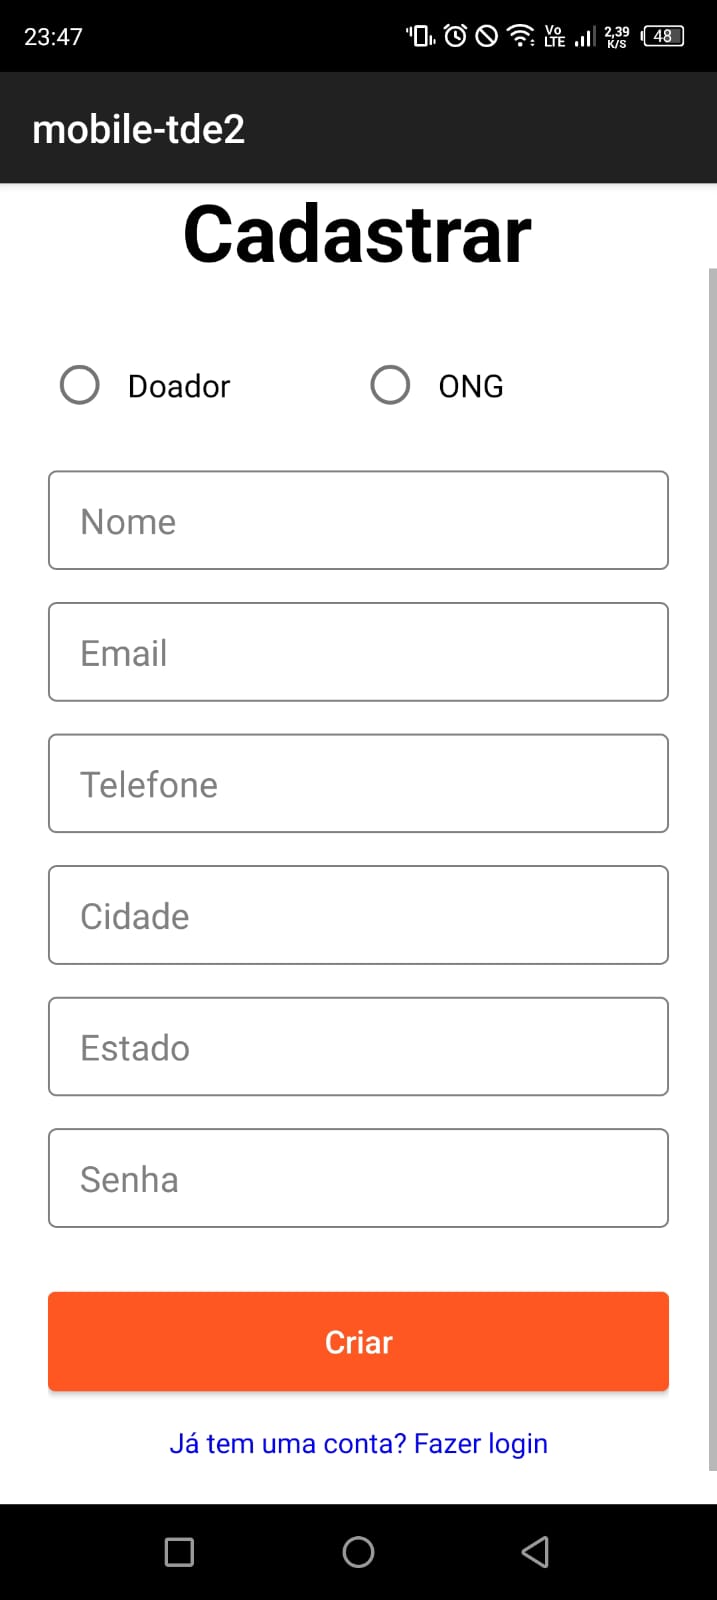 23:47 Vo LTE 2,39 K/S 48
mobile-tde2
Cadastrar
Doador ONG
Nome
Email
Telefone
Cidade
Estado
Senha
Criar
Já tem uma conta? Fazer login